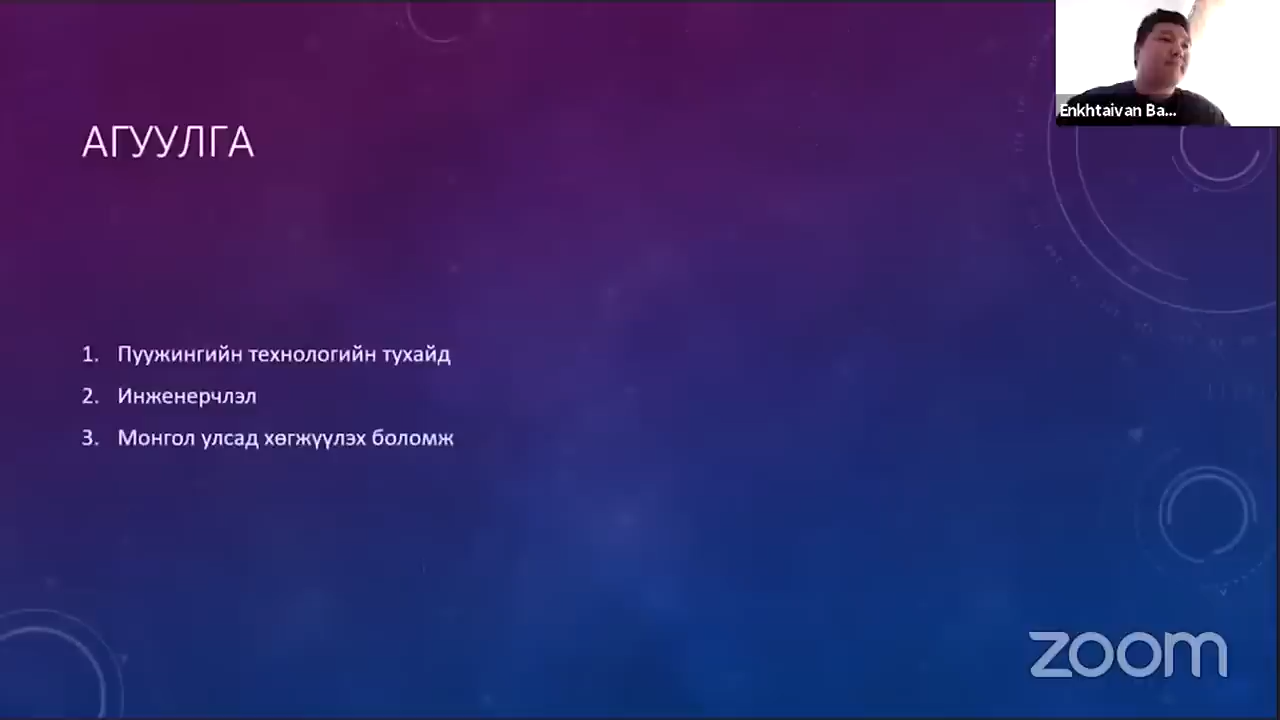 Enkhtaivan Ba...
АГУУЛГА
1. Пуужингийн технологийн тухайд
2. Инженерчлэл
3. Монгол улсад хөгжүүлэх боломж
zoom